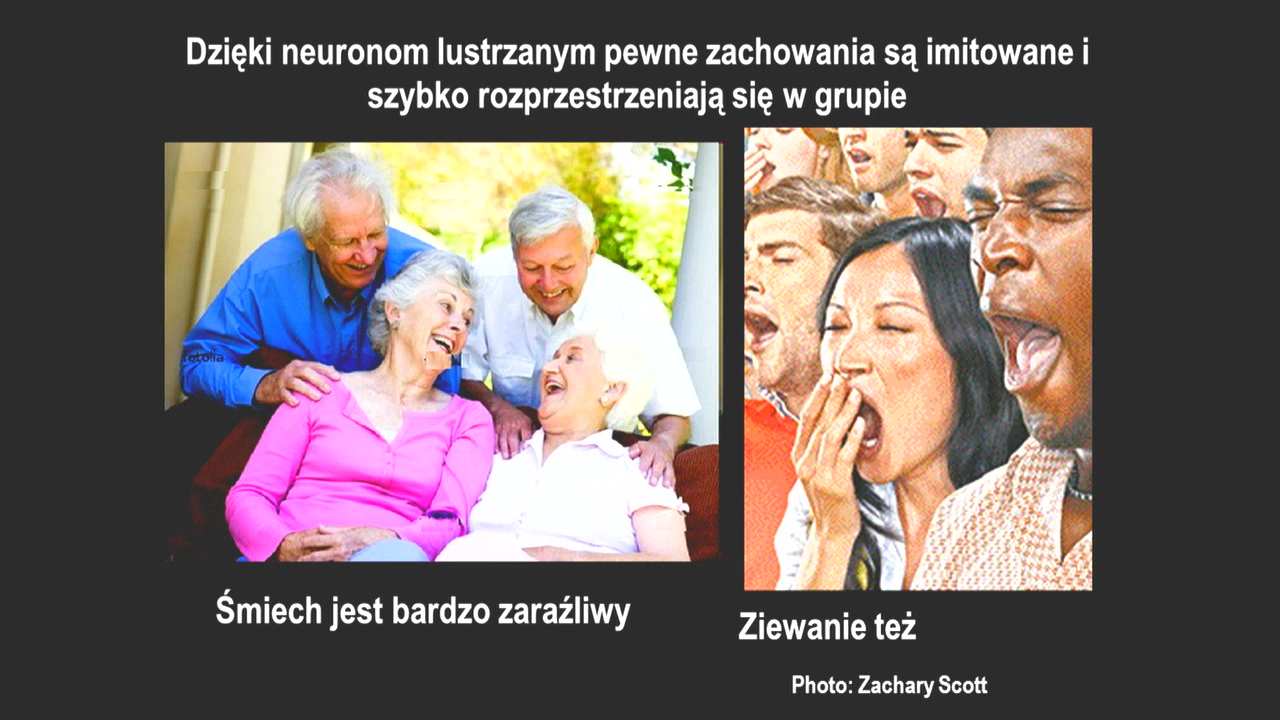 Dzięki neuronom lustrzanym pewne zachowania są imitowane i
szybko rozprzestrzeniają się w grupie
fotolia
Śmiech jest bardzo zaraźliwy
Ziewanie też
Photo: Zachary Scott